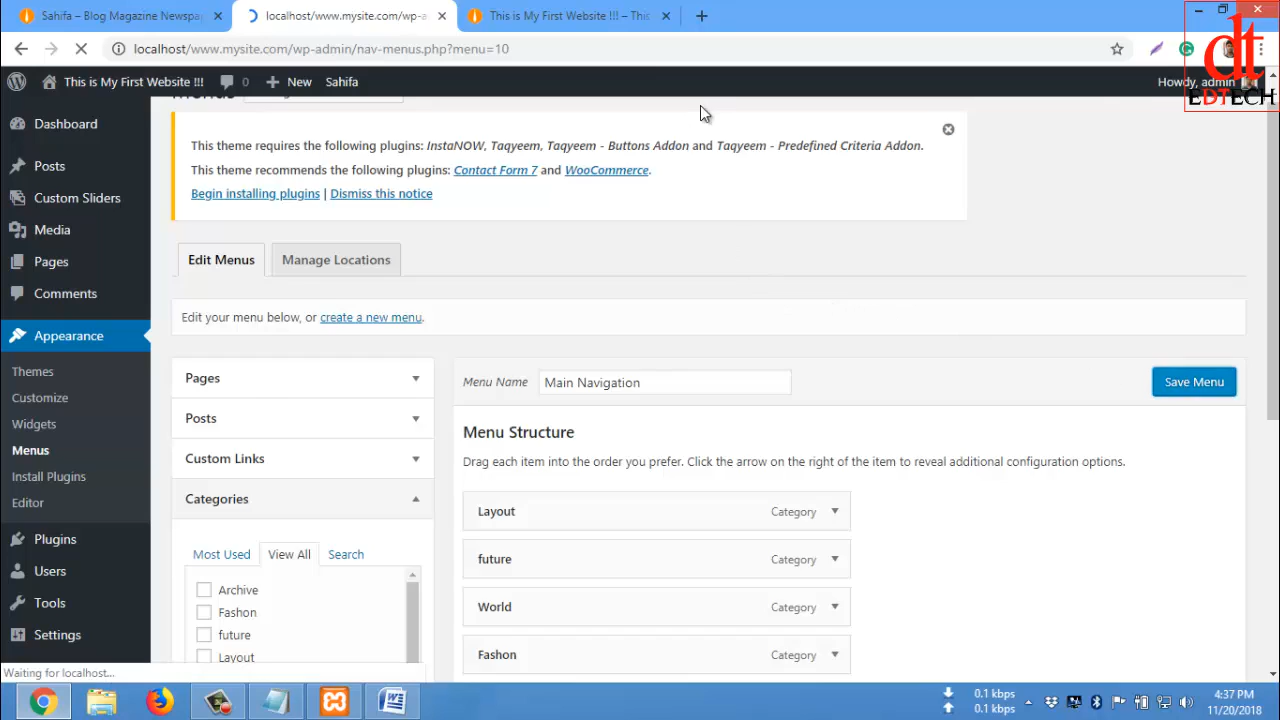 Sahifa – Blog Magazine Newspa
localhost/www.mysite.com/wp-a
This is My First Website !!! – This
localhost/www.mysite.com/wp-admin/nav-menus.php?menu=10
This is My First Website !!!
0
New
Sahifa
Howdy, admin
dt
EDTECH
Dashboard
Posts
Custom Sliders
Media
Pages
Comments
Appearance
Themes
Customize
Widgets
Menus
Install Plugins
Editor
Plugins
Users
Tools
Settings
This theme requires the following plugins: InstaNOW, Taqyeem, Taqyeem - Buttons Addon and Taqyeem - Predefined Criteria Addon.
This theme recommends the following plugins: Contact Form 7 and WooCommerce.
Begin installing plugins | Dismiss this notice
Edit Menus
Manage Locations
Edit your menu below, or create a new menu.
Pages
Posts
Custom Links
Categories
Most Used
View All
Search
Archive
Fashon
future
Layout
Menu Name
Main Navigation
Save Menu
Menu Structure
Drag each item into the order you prefer. Click the arrow on the right of the item to reveal additional configuration options.
Layout Category
future Category
World Category
Fashon Category
Waiting for localhost...
0.1 kbps
0.1 kbps
4:37 PM
11/20/2018